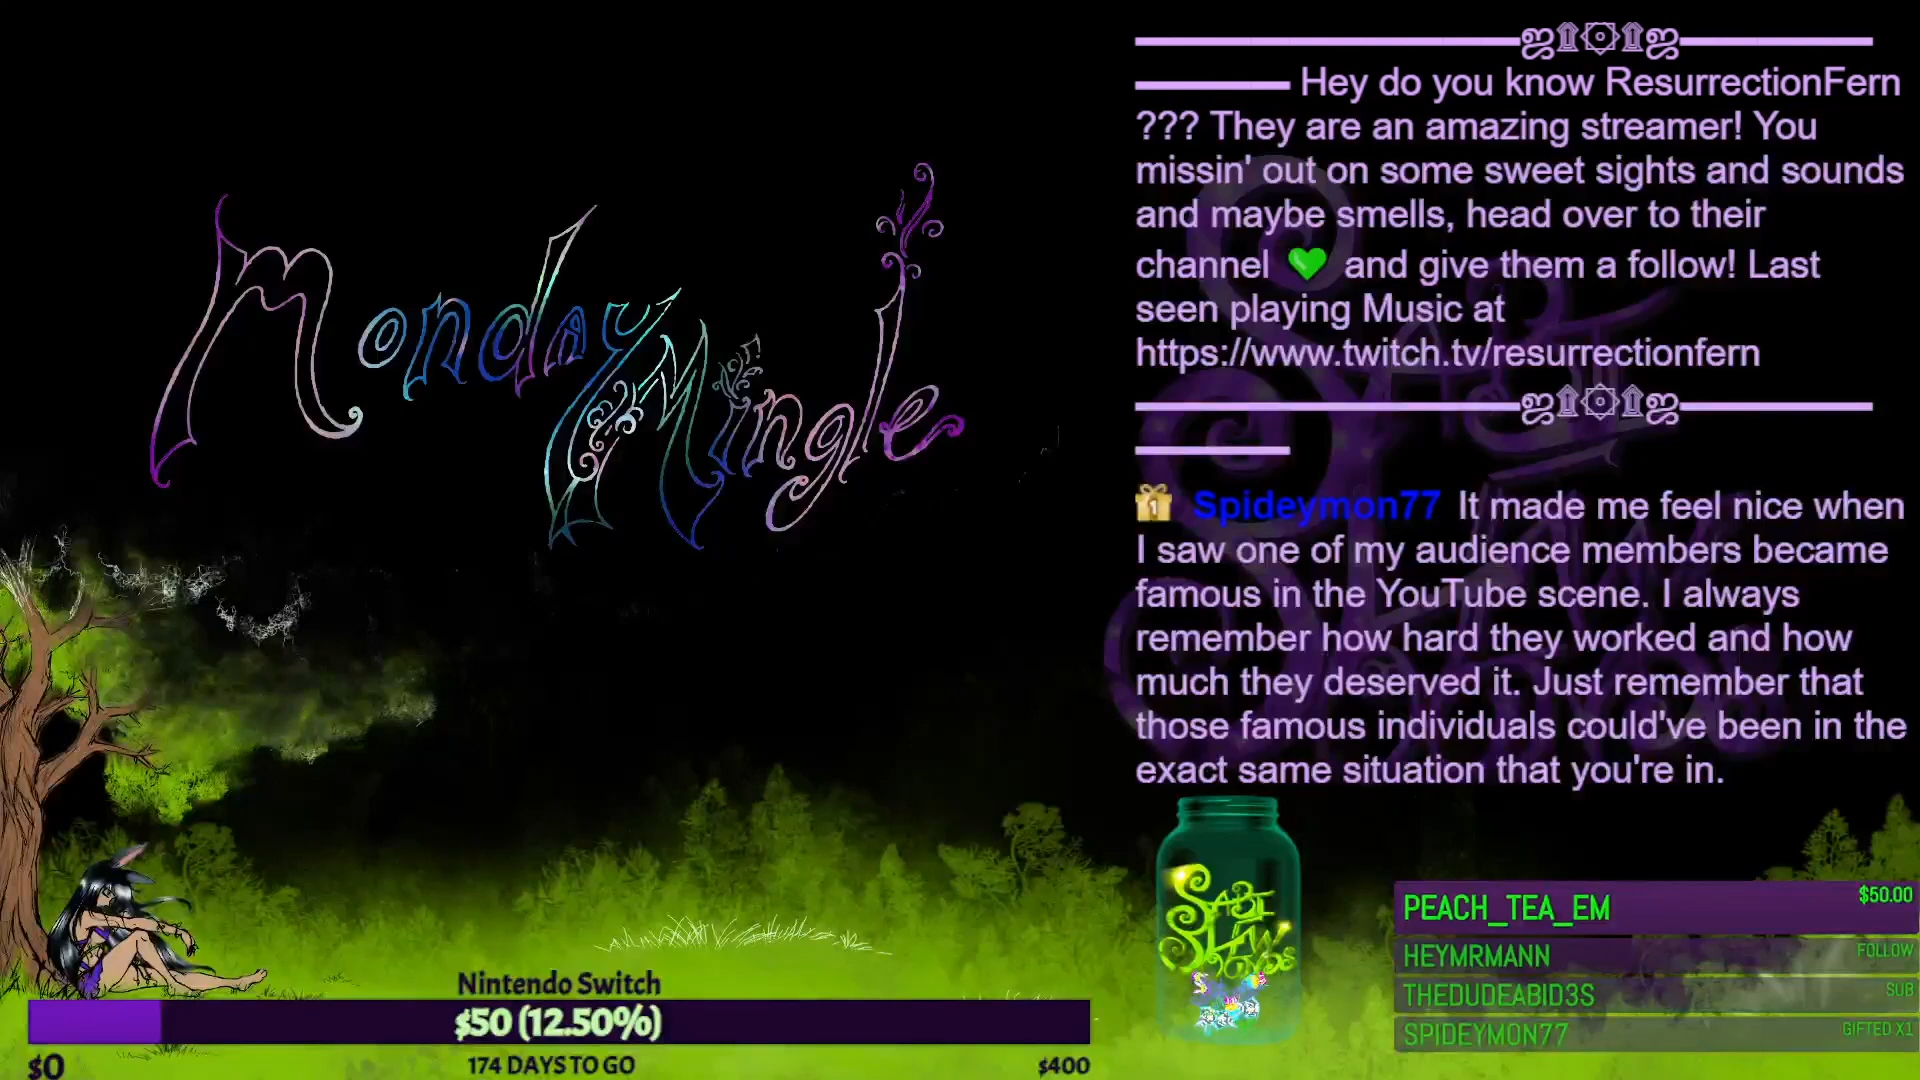 Monday
Mingle
━━━━━━━━━━ஜ۩۞۩ஜ━━━━━
━━━━ Hey do you know ResurrectionFern
??? They are an amazing streamer! You
missin' out on some sweet sights and sounds
and maybe smells, head over to their
channel 💚 and give them a follow! Last
seen playing Music at
https://www.twitch.tv/resurrectionfern
━━━━━━━━━━ஜ۩۞۩ஜ━━━━━
━━━━
Spideymon77 It made me feel nice when
I saw one of my audience members became
famous in the YouTube scene. I always
remember how hard they worked and how
much they deserved it. Just remember that
those famous individuals could've been in the
exact same situation that you're in.
PEACH_TEA_EM $50.00
HEYMRMANN FOLLOW
THEDUDEABID3S SUB
SPIDEYMON77 GIFTED X1
Nintendo Switch
$50 (12.50%)
$0 174 DAYS TO GO $400